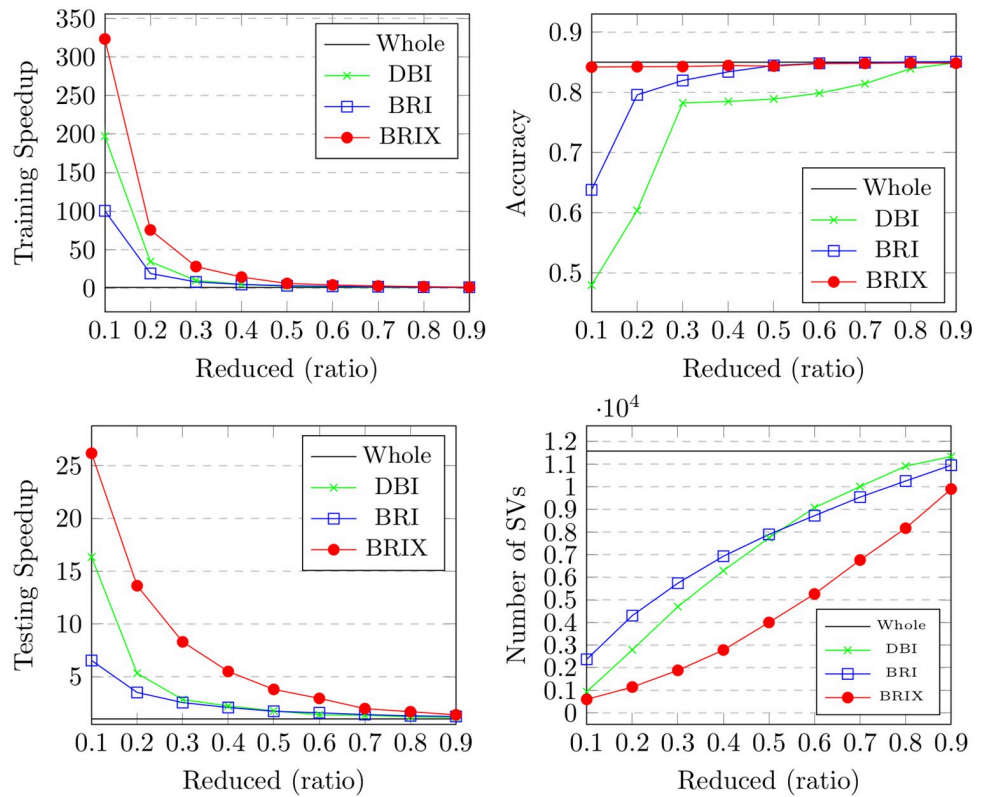 350
300
250
200
150
100
50
0
Training Speedup
0.1 0.2 0.3 0.4 0.5 0.6 0.7 0.8 0.9
Reduced (ratio)
Whole
DBI
BRI
BRIX
0.9
0.8
0.7
0.6
0.5
Accuracy
0.1 0.2 0.3 0.4 0.5 0.6 0.7 0.8 0.9
Reduced (ratio)
Whole
DBI
BRI
BRIX
25
20
15
10
5
Testing Speedup
0.1 0.2 0.3 0.4 0.5 0.6 0.7 0.8 0.9
Reduced (ratio)
Whole
DBI
BRI
BRIX
·10⁴
1.2
1.1
1
0.9
0.8
0.7
0.6
0.5
0.4
0.3
0.2
0.1
0
Number of SVs
0.1 0.2 0.3 0.4 0.5 0.6 0.7 0.8 0.9
Reduced (ratio)
Whole
DBI
BRI
BRIX